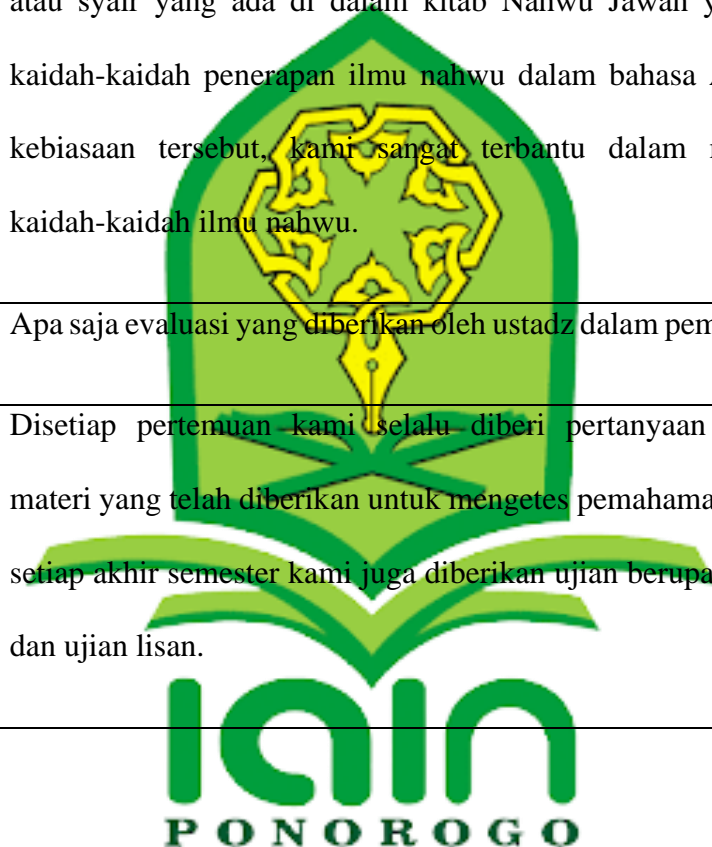 atau syair yang ada di dalam kitab Nahwu Jawan
kaidah-kaidah penerapan ilmu nahwu dalam bahasa
kebiasaan tersebut, kami sangat terbantu dalam
kaidah-kaidah ilmu nahwu.
Apa saja evaluasi yang diberikan oleh ustadz dalam
Disetiap pertemuan kami selalu diberi pertanyaan
materi yang telah diberikan untuk mengetes
setiap akhir semester kami juga diberikan ujian
dan ujian lisan.
iain
PONOROGO